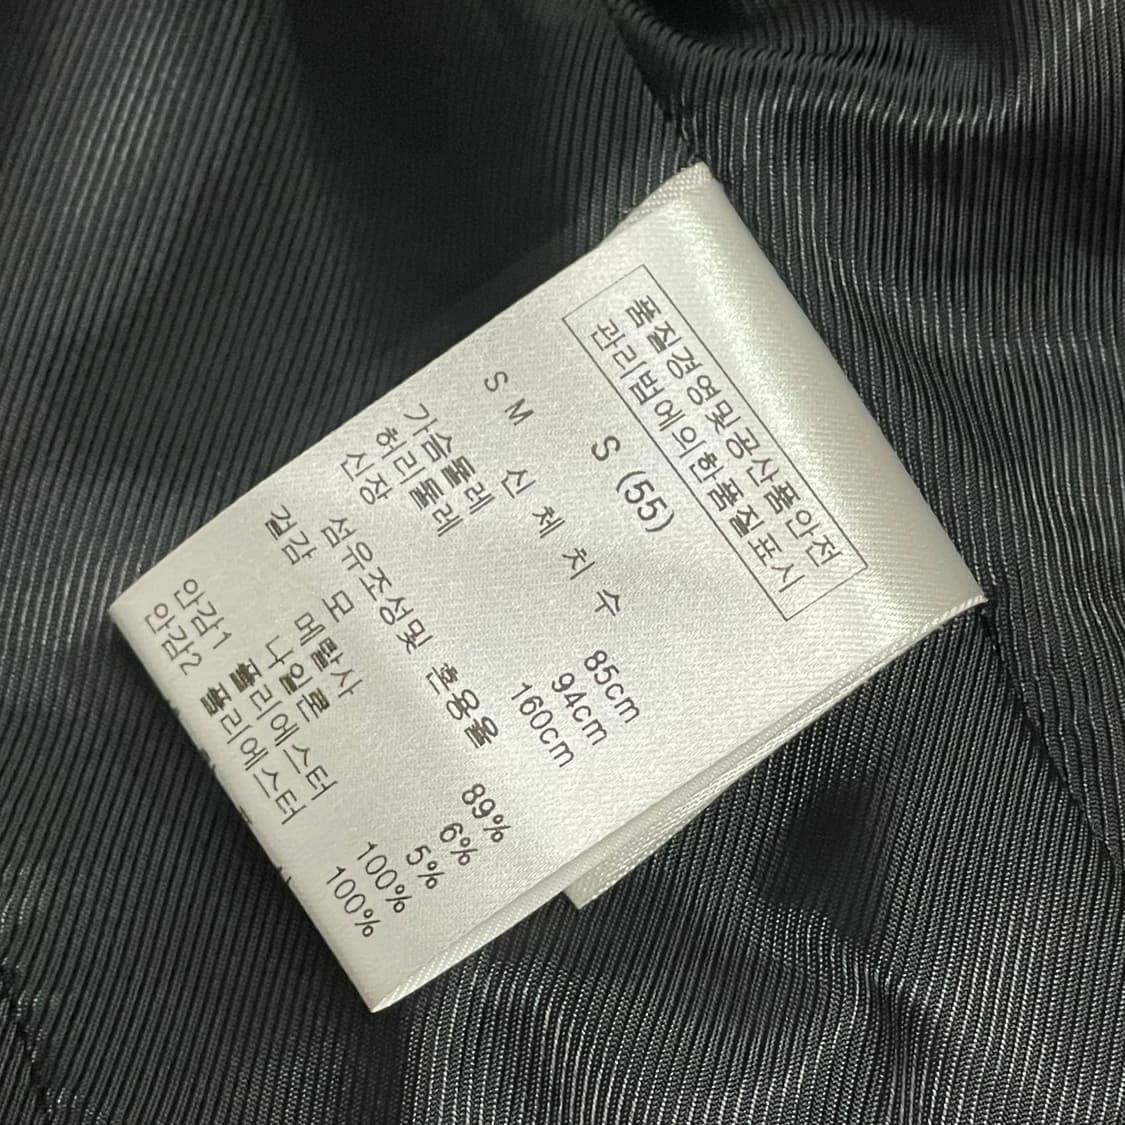 품질경영및공산품안전
관리법에의한품질표시
S (55)
S M 신 체 치 수
가슴둘레 85cm
허리둘레 94cm
신장 160cm
섬유조성및 혼용율
겉감 모 89%
메탈사 6%
나일론 5%
안감1 폴리에스터 100%
안감2 폴리에스터 100%